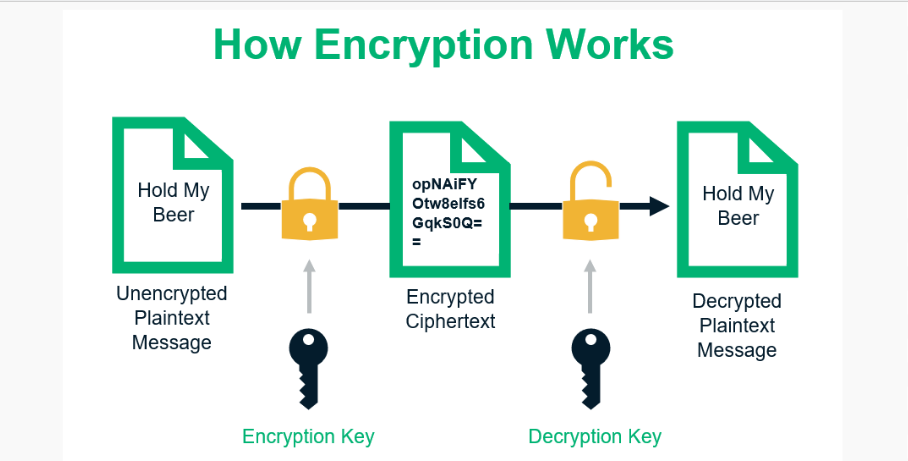 How Encryption Works
Hold My
Beer
opNAiFY
Otw8elfs6
GqkS0Q=
=
Hold My
Beer
Unencrypted
Plaintext
Message
Encrypted
Ciphertext
Decrypted
Plaintext
Message
Encryption Key
Decryption Key